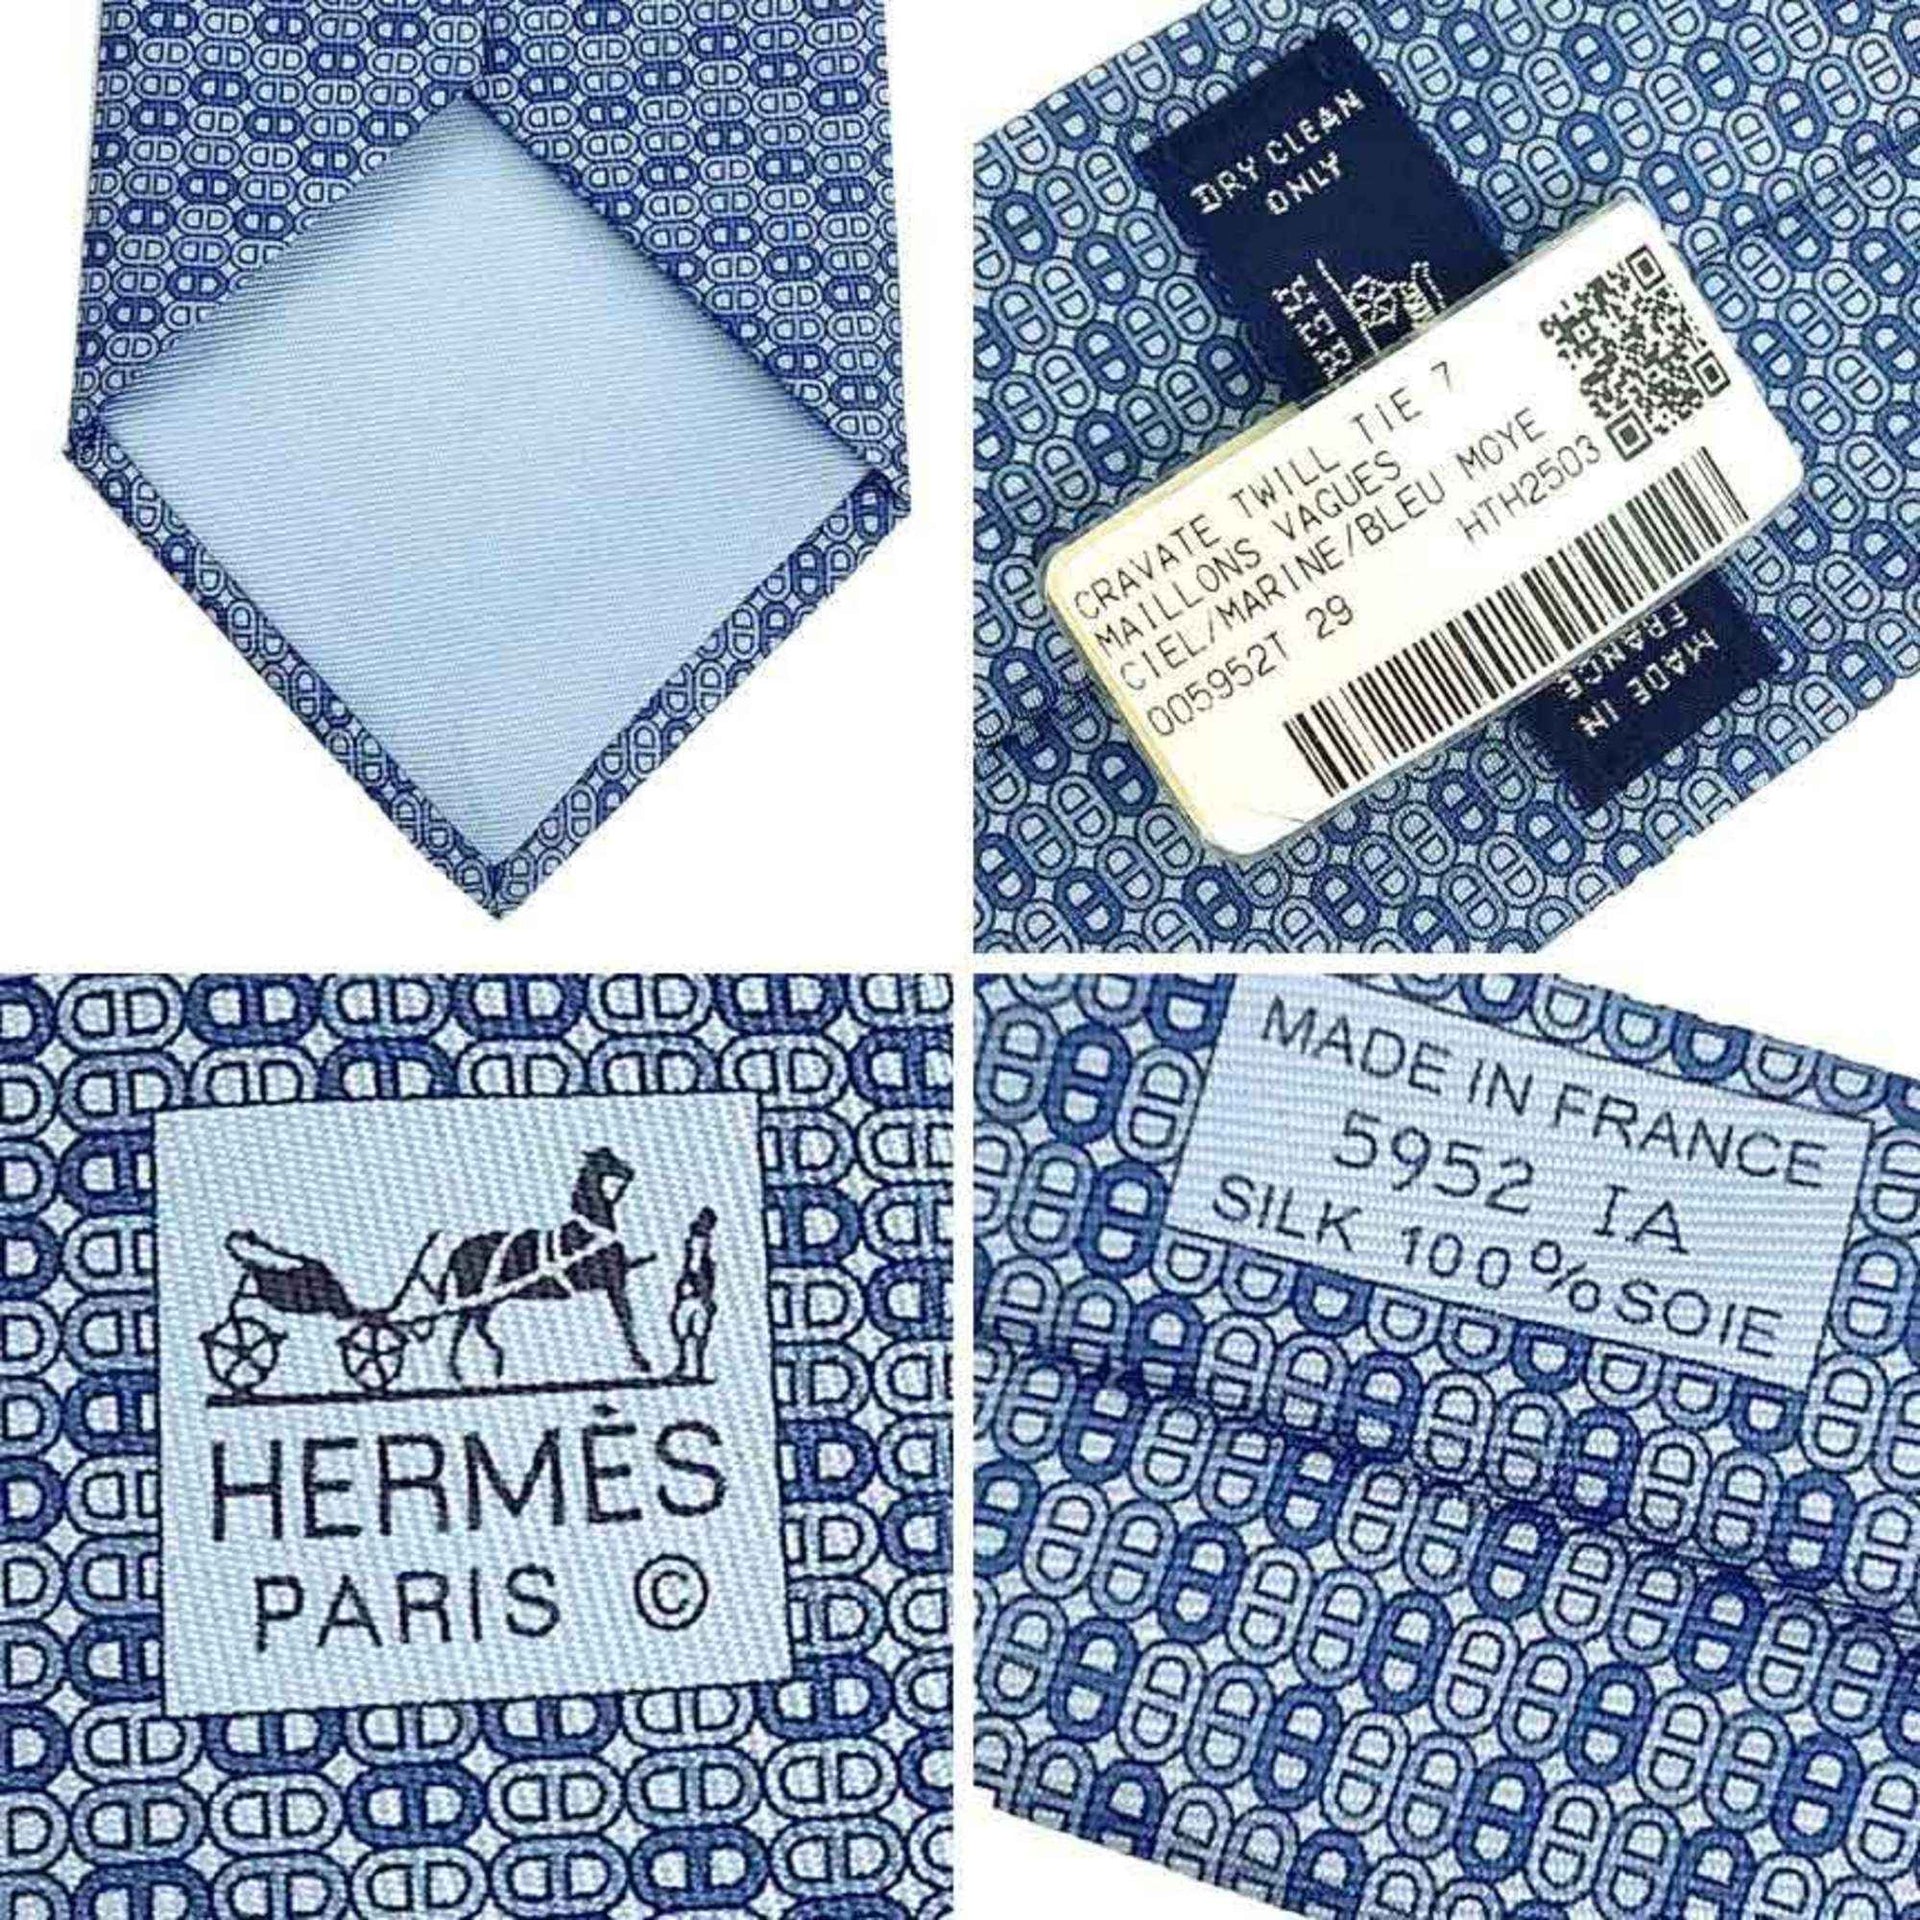 DRY CLEAN
ONLY
CRAVATE TWILL TIE 7
MAILLONS VAGUES
CIEL/MARINE/BLEU MOYE
005952T 29
HTH2503
MADE IN
FRANCE
HERMÈS
PARIS ©
MADE IN FRANCE
5952 IA
SILK 100% SOIE